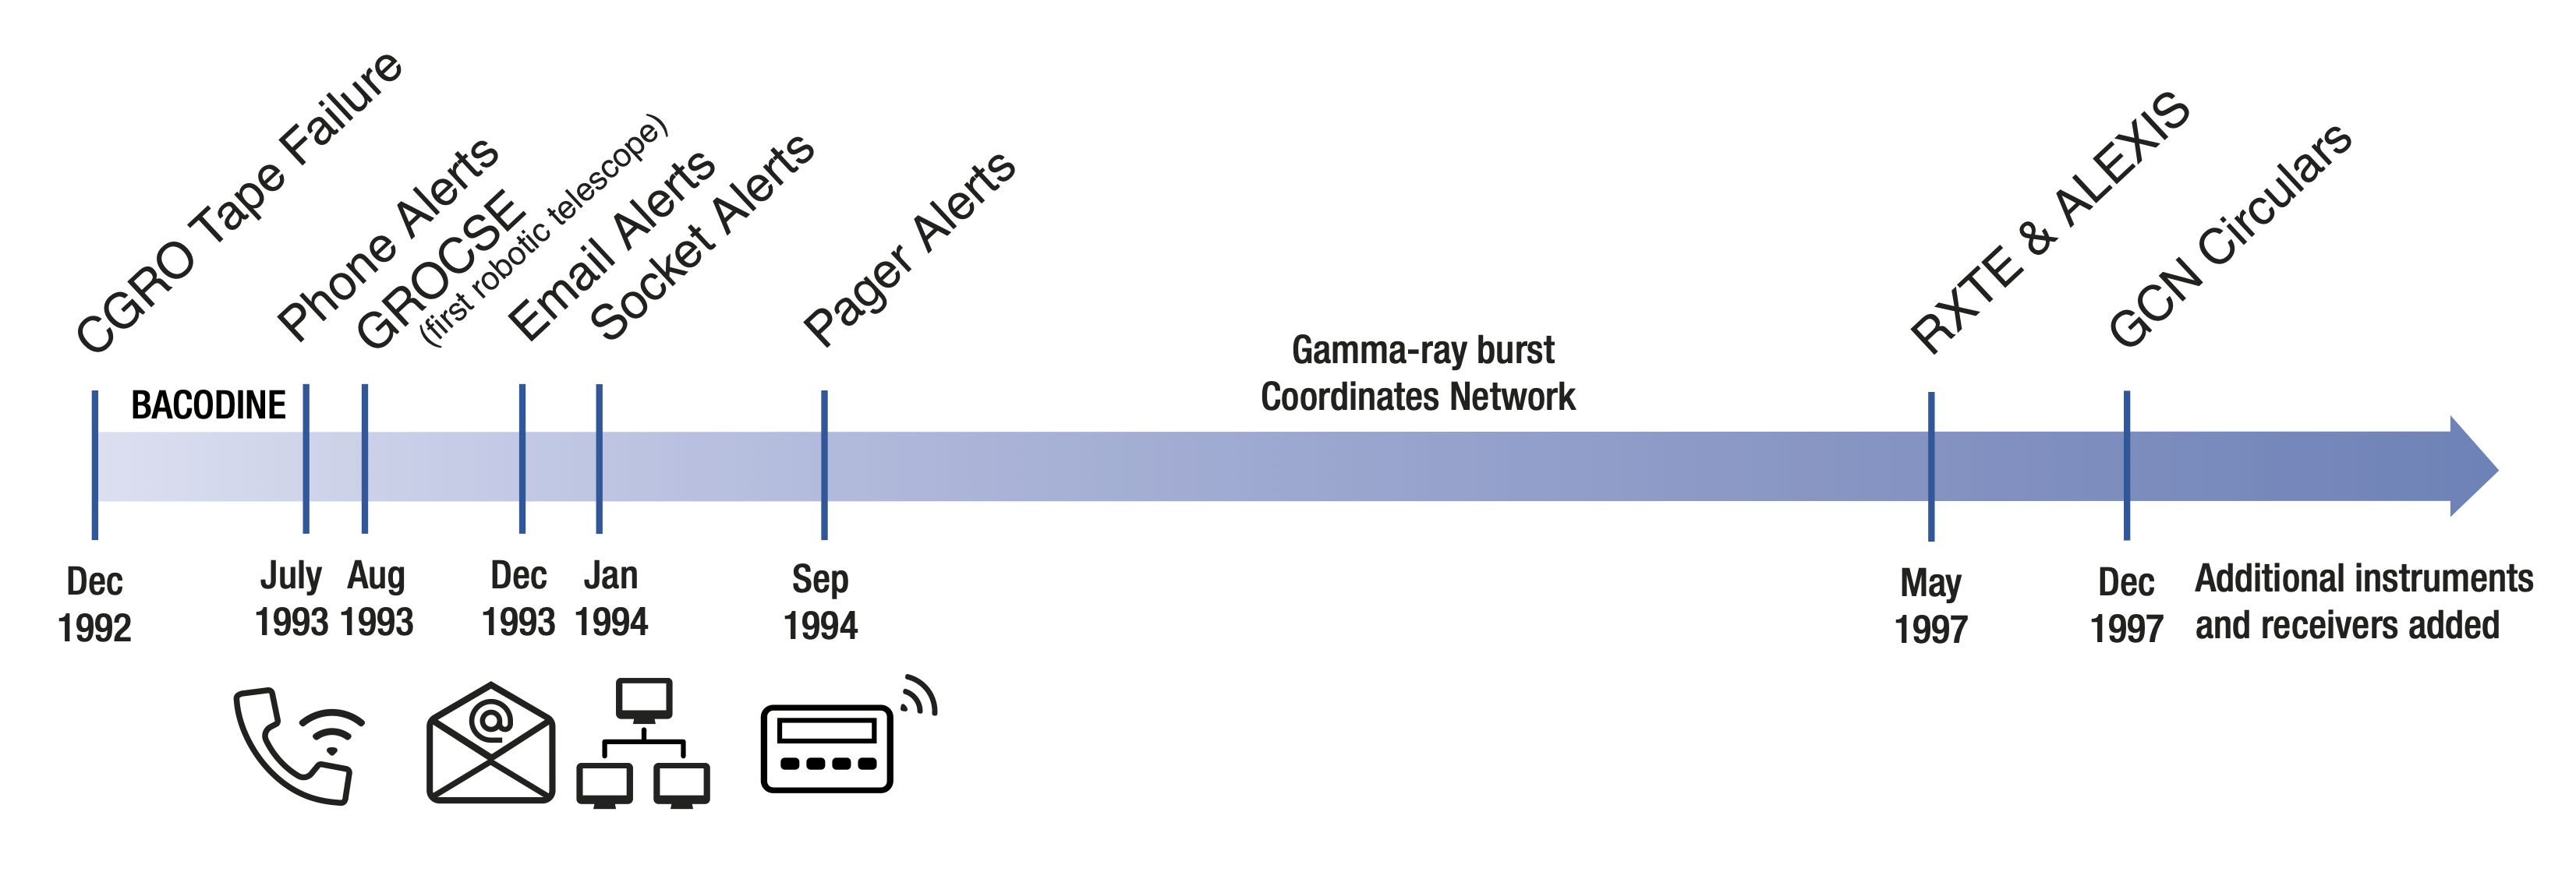 CGRO Tape Failure
Phone Alerts
GROCSE
(first robotic telescope)
Email Alerts
Socket Alerts
Pager Alerts
RXTE & ALEXIS
GCN Circulars
BACODINE
Gamma-ray burst
Coordinates Network
Dec
1992
July
1993
Aug
1993
Dec
1993
Jan
1994
Sep
1994
May
1997
Dec
1997
Additional instruments
and receivers added
@